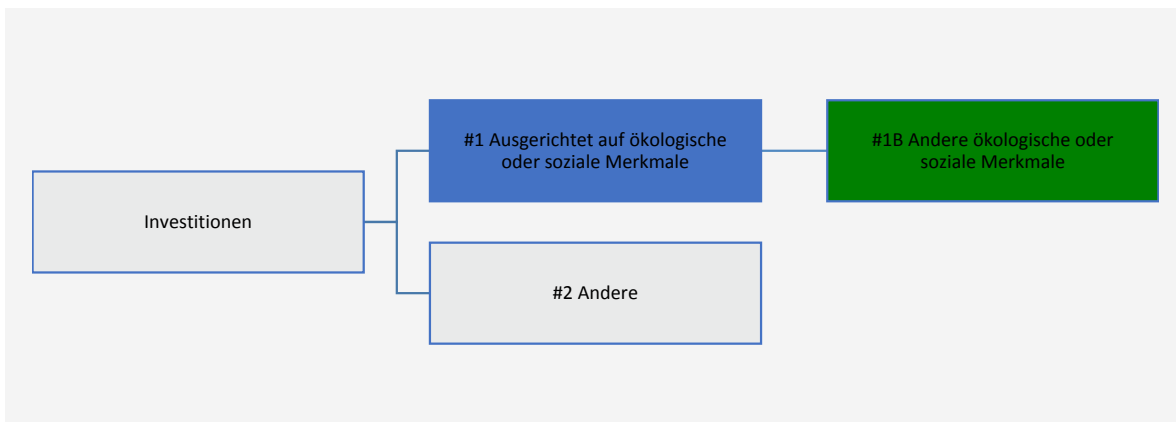 #1 Ausgerichtet auf ökologische
oder soziale Merkmale
#1B Andere ökologische oder
soziale Merkmale
Investitionen
#2 Andere